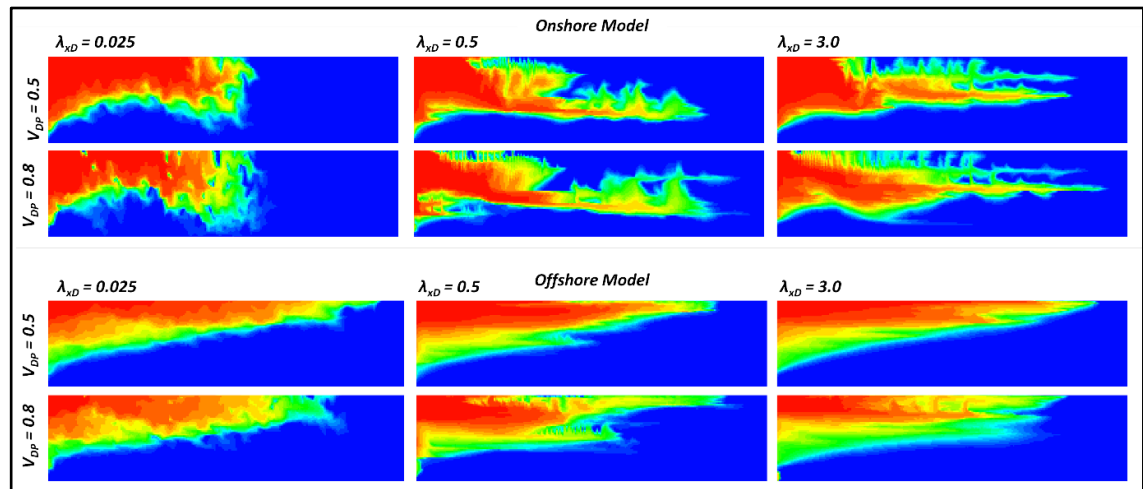 Onshore Model
λxD = 0.025 λxD = 0.5 λxD = 3.0
VDP = 0.5
VDP = 0.8
Offshore Model
λxD = 0.025 λxD = 0.5 λxD = 3.0
VDP = 0.5
VDP = 0.8